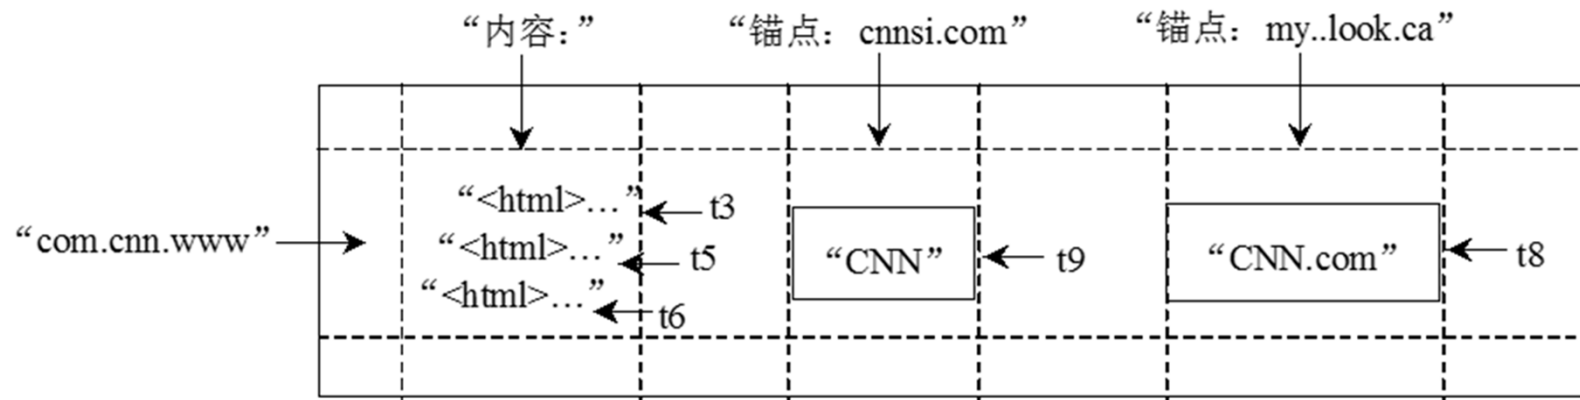 “内容：” “锚点：cnnsi.com” “锚点：my..look.ca”
“<html>…” t3
“com.cnn.www” “<html>…” t5 “CNN” t9 “CNN.com” t8
“<html>…” t6